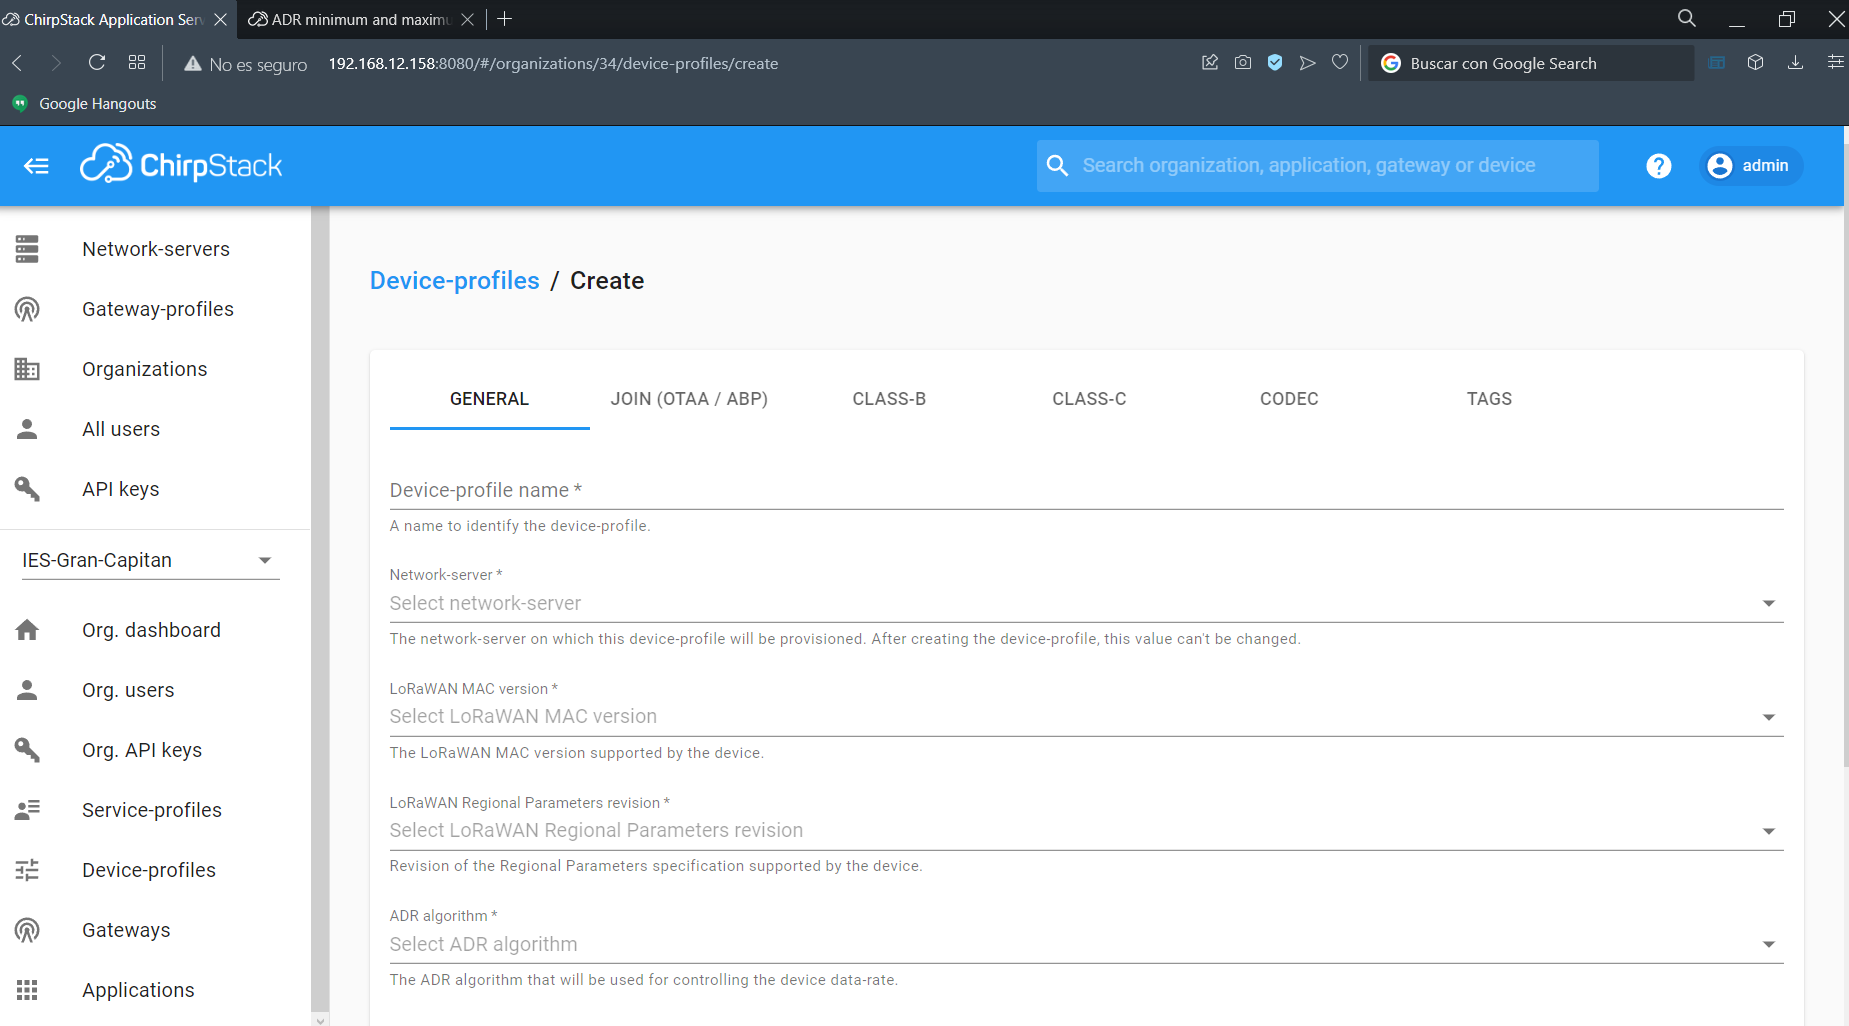 ChirpStack Application Serv
ADR minimum and maximu
No es seguro
192.168.12.158:8080/#/organizations/34/device-profiles/create
Buscar con Google Search
Google Hangouts
ChirpStack
Search organization, application, gateway or device
?
admin
Network-servers
Gateway-profiles
Organizations
All users
API keys
IES-Gran-Capitan
Org. dashboard
Org. users
Org. API keys
Service-profiles
Device-profiles
Gateways
Applications
Device-profiles / Create
GENERAL JOIN (OTAA / ABP) CLASS-B CLASS-C CODEC TAGS
Device-profile name *
A name to identify the device-profile.
Network-server *
Select network-server
The network-server on which this device-profile will be provisioned. After creating the device-profile, this value can't be changed.
LoRaWAN MAC version *
Select LoRaWAN MAC version
The LoRaWAN MAC version supported by the device.
LoRaWAN Regional Parameters revision *
Select LoRaWAN Regional Parameters revision
Revision of the Regional Parameters specification supported by the device.
ADR algorithm *
Select ADR algorithm
The ADR algorithm that will be used for controlling the device data-rate.